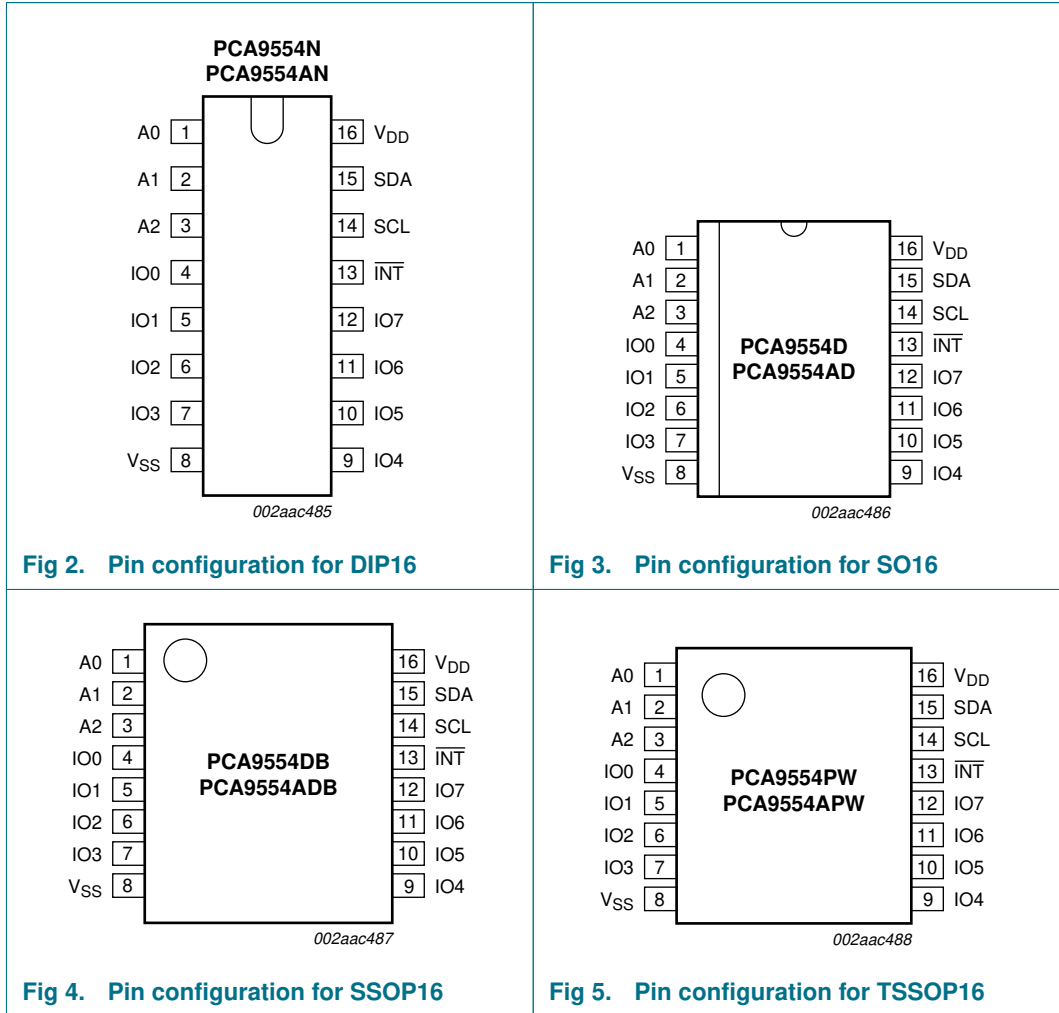 PCA9554N
PCA9554AN
A0 1 16 VDD
A1 2 15 SDA
A2 3 14 SCL
IO0 4 13 INT
IO1 5 12 IO7
IO2 6 11 IO6
IO3 7 10 IO5
VSS 8 9 IO4
002aac485
Fig 2. Pin configuration for DIP16
A0 1 16 VDD
A1 2 15 SDA
A2 3 14 SCL
IO0 4 13 INT
IO1 5 12 IO7
IO2 6 11 IO6
IO3 7 10 IO5
VSS 8 9 IO4
PCA9554D
PCA9554AD
002aac486
Fig 3. Pin configuration for SO16
A0 1 16 VDD
A1 2 15 SDA
A2 3 14 SCL
IO0 4 13 INT
IO1 5 12 IO7
IO2 6 11 IO6
IO3 7 10 IO5
VSS 8 9 IO4
PCA9554DB
PCA9554ADB
002aac487
Fig 4. Pin configuration for SSOP16
A0 1 16 VDD
A1 2 15 SDA
A2 3 14 SCL
IO0 4 13 INT
IO1 5 12 IO7
IO2 6 11 IO6
IO3 7 10 IO5
VSS 8 9 IO4
PCA9554PW
PCA9554APW
002aac488
Fig 5. Pin configuration for TSSOP16